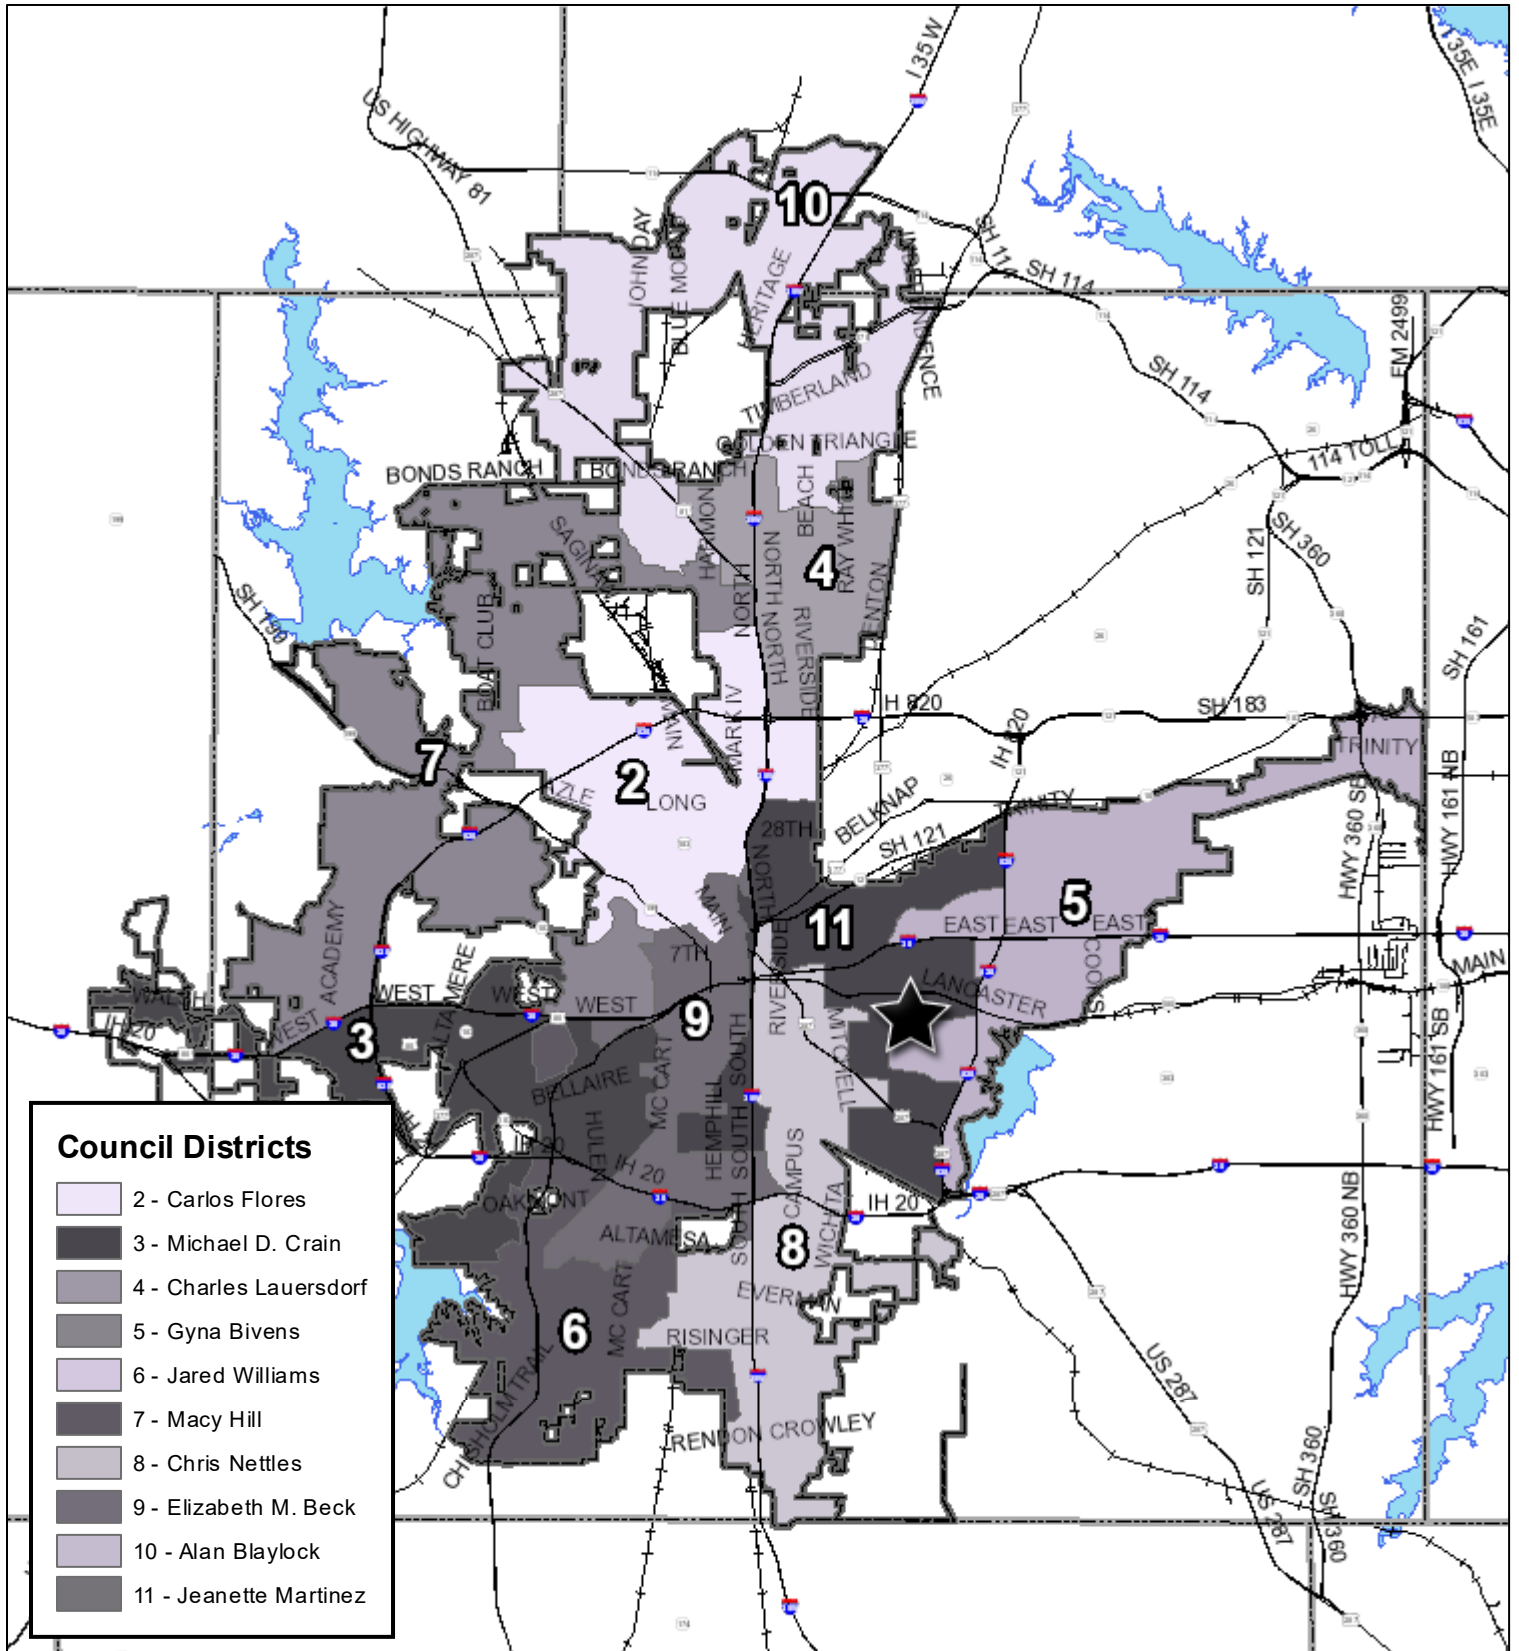 I 35W
I 35E
I 35E
US HIGHWAY 81
10
JOHN DAY
BLUE MOUND
HERITAGE
SH 114
SH 114
FM 2499
SH 114
TIMBERLAND
GOLDEN TRIANGLE
114 TOLL
BONDS RANCH
BONDS RANCH
HARMON
BEACH
RAY WHITE
SAGINAW
4
SH 121
SH 360
NORTH
NORTH
NORTH
RIVERSIDE
DENTON
SH 199
BOAT CLUB
SH 161
MARK IV
IH 820
SH 183
IH 820
TRINITY
7
2
AZLE
LONG
BELKNAP
TRINITY
28TH
SH 121
HWY 360 SB
HWY 161 NB
NORTH
MAIN
11
5
EAST
EAST
EAST
7TH
RIVERSIDE
ACADEMY
ALTAMERE
COOKS
LANCASTER
MAIN
WALSH
WEST
WEST
WEST
WEST
IH 20
3
9
MITCHELL
HWY 161 SB
BELLAIRE
MC CART
HEMPHILL
SOUTH
SOUTH
HULEN
IH 20
IH 20
CAMPUS
WICHITA
IH 20
OAKMONT
ALTAMESA
SOUTH
8
HWY 360 NB
6
MC CART
EVERMAN
RISINGER
CHISHOLM TRAIL
RENDON CROWLEY
US 287
SH 360
US 287
SH 360
Council Districts
2 - Carlos Flores
3 - Michael D. Crain
4 - Charles Lauersdorf
5 - Gyna Bivens
6 - Jared Williams
7 - Macy Hill
8 - Chris Nettles
9 - Elizabeth M. Beck
10 - Alan Blaylock
11 - Jeanette Martinez